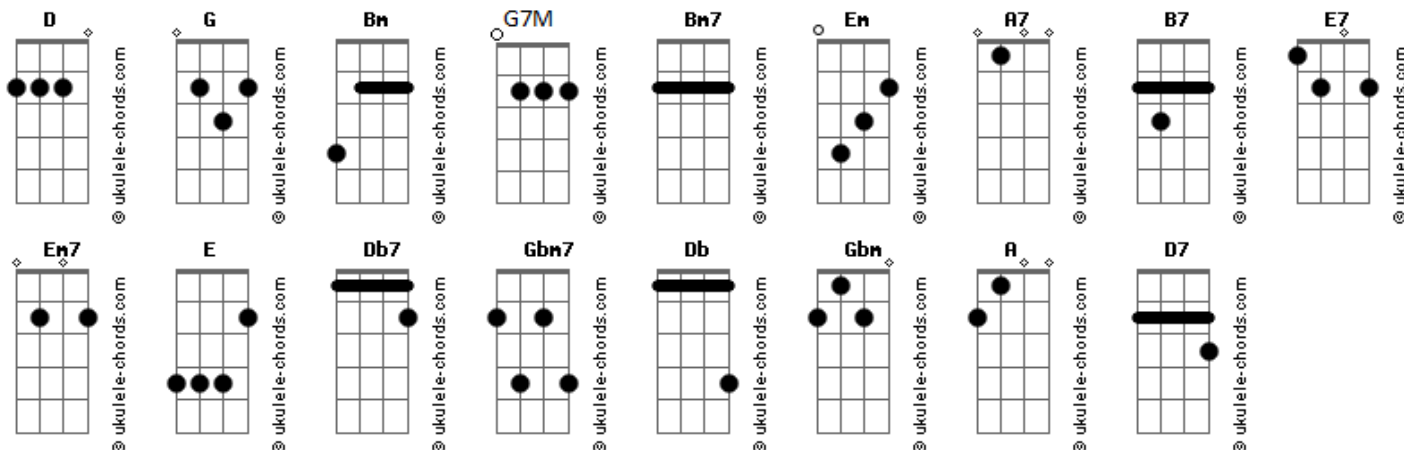 D G Bm G7M Bm7 Em A7 B7 E7
© ukulele-chords.com © ukulele-chords.com © ukulele-chords.com © ukulele-chords.com © ukulele-chords.com © ukulele-chords.com © ukulele-chords.com © ukulele-chords.com © ukulele-chords.com
Em7 E Db7 Gbm7 Db Gbm A D7
© ukulele-chords.com © ukulele-chords.com © ukulele-chords.com © ukulele-chords.com © ukulele-chords.com © ukulele-chords.com © ukulele-chords.com © ukulele-chords.com